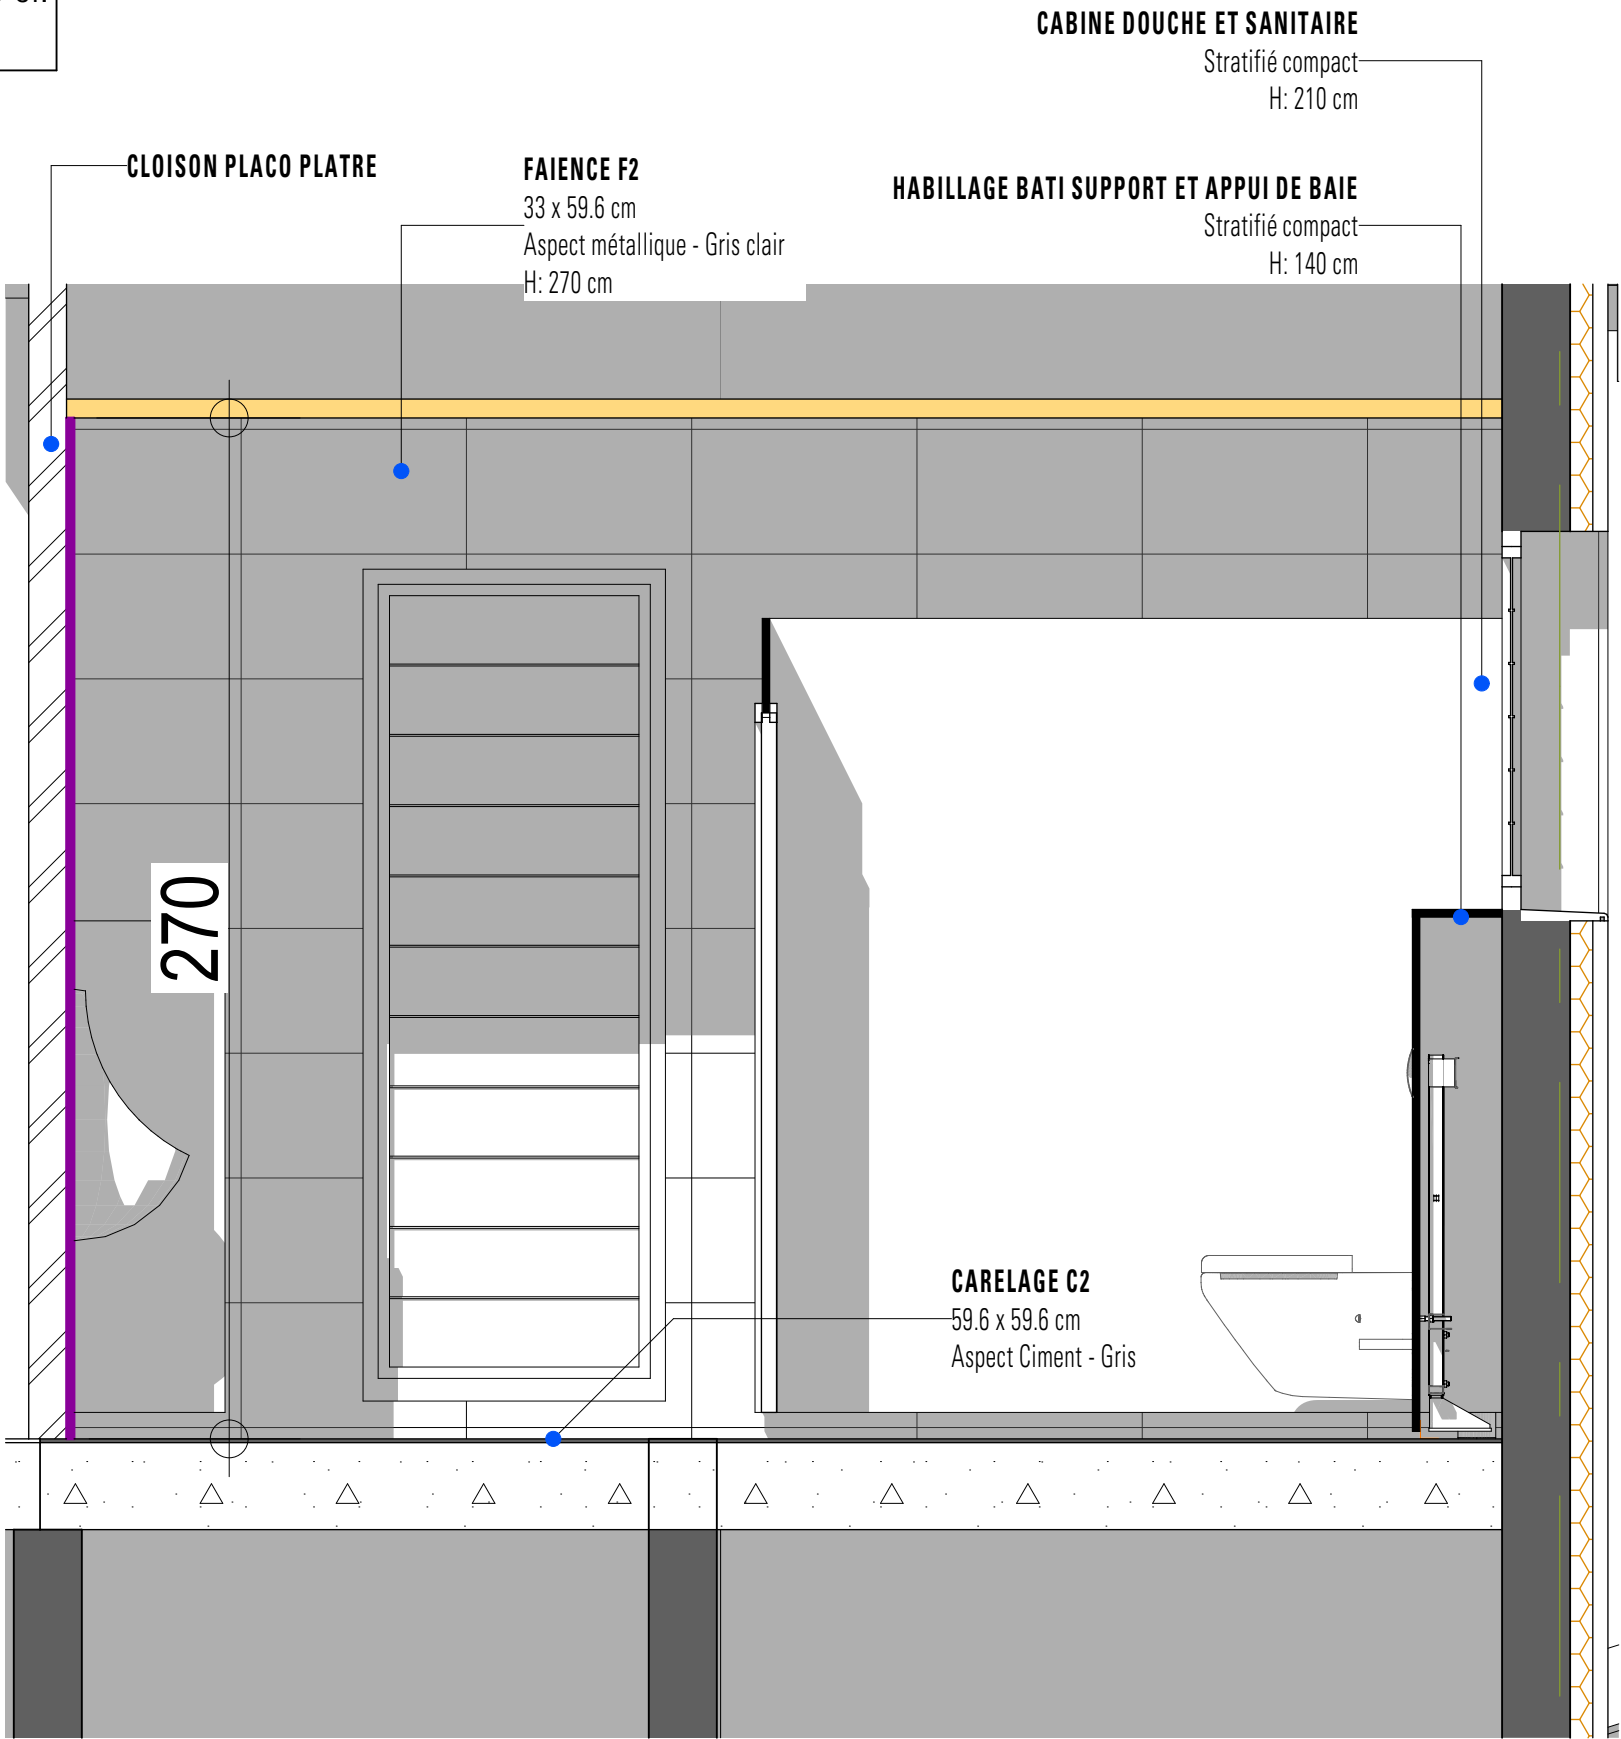 CABINE DOUCHE ET SANITAIRE
Stratifié compact
H: 210 cm
CLOISON PLACO PLATRE
FAIENCE F2
33 x 59.6 cm
Aspect métallique - Gris clair
H: 270 cm
HABILLAGE BATI SUPPORT ET APPUI DE BAIE
Stratifié compact
H: 140 cm
270
CARELAGE C2
59.6 x 59.6 cm
Aspect Ciment - Gris